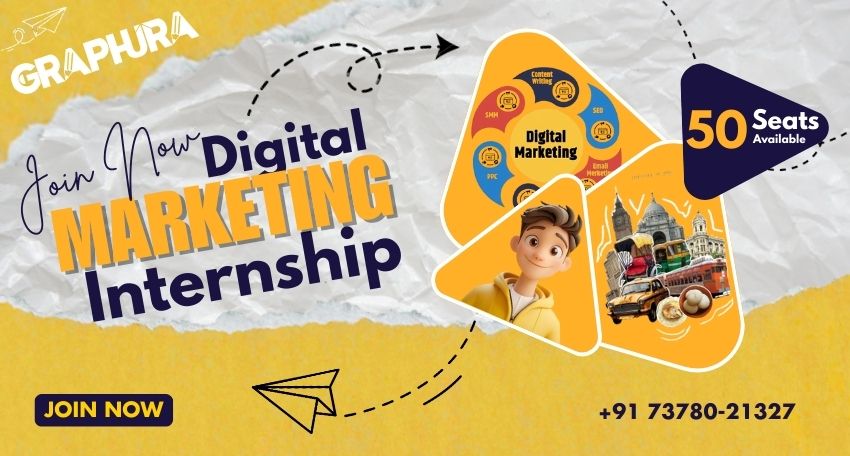 GRAPHURA
Join Now
Digital
MARKETING
Internship
Content
Writing
SMM
SEO
Digital
Marketing
PPC
Email
Merketing
50 Seats
Available
JOIN NOW
+91 73780-21327